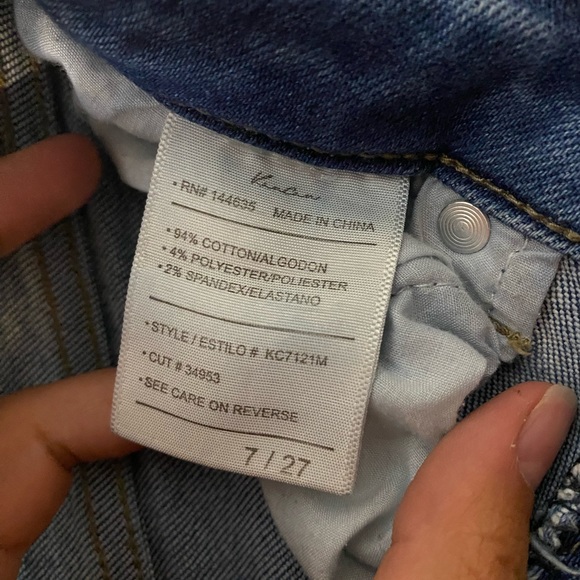 KanCan
• RN# 144635 MADE IN CHINA
• 94% COTTON/ALGODON
• 4% POLYESTER/POLIESTER
• 2% SPANDEX/ELASTANO
• STYLE / ESTILO # KC7121M
• CUT # 34953
• SEE CARE ON REVERSE
7 / 27